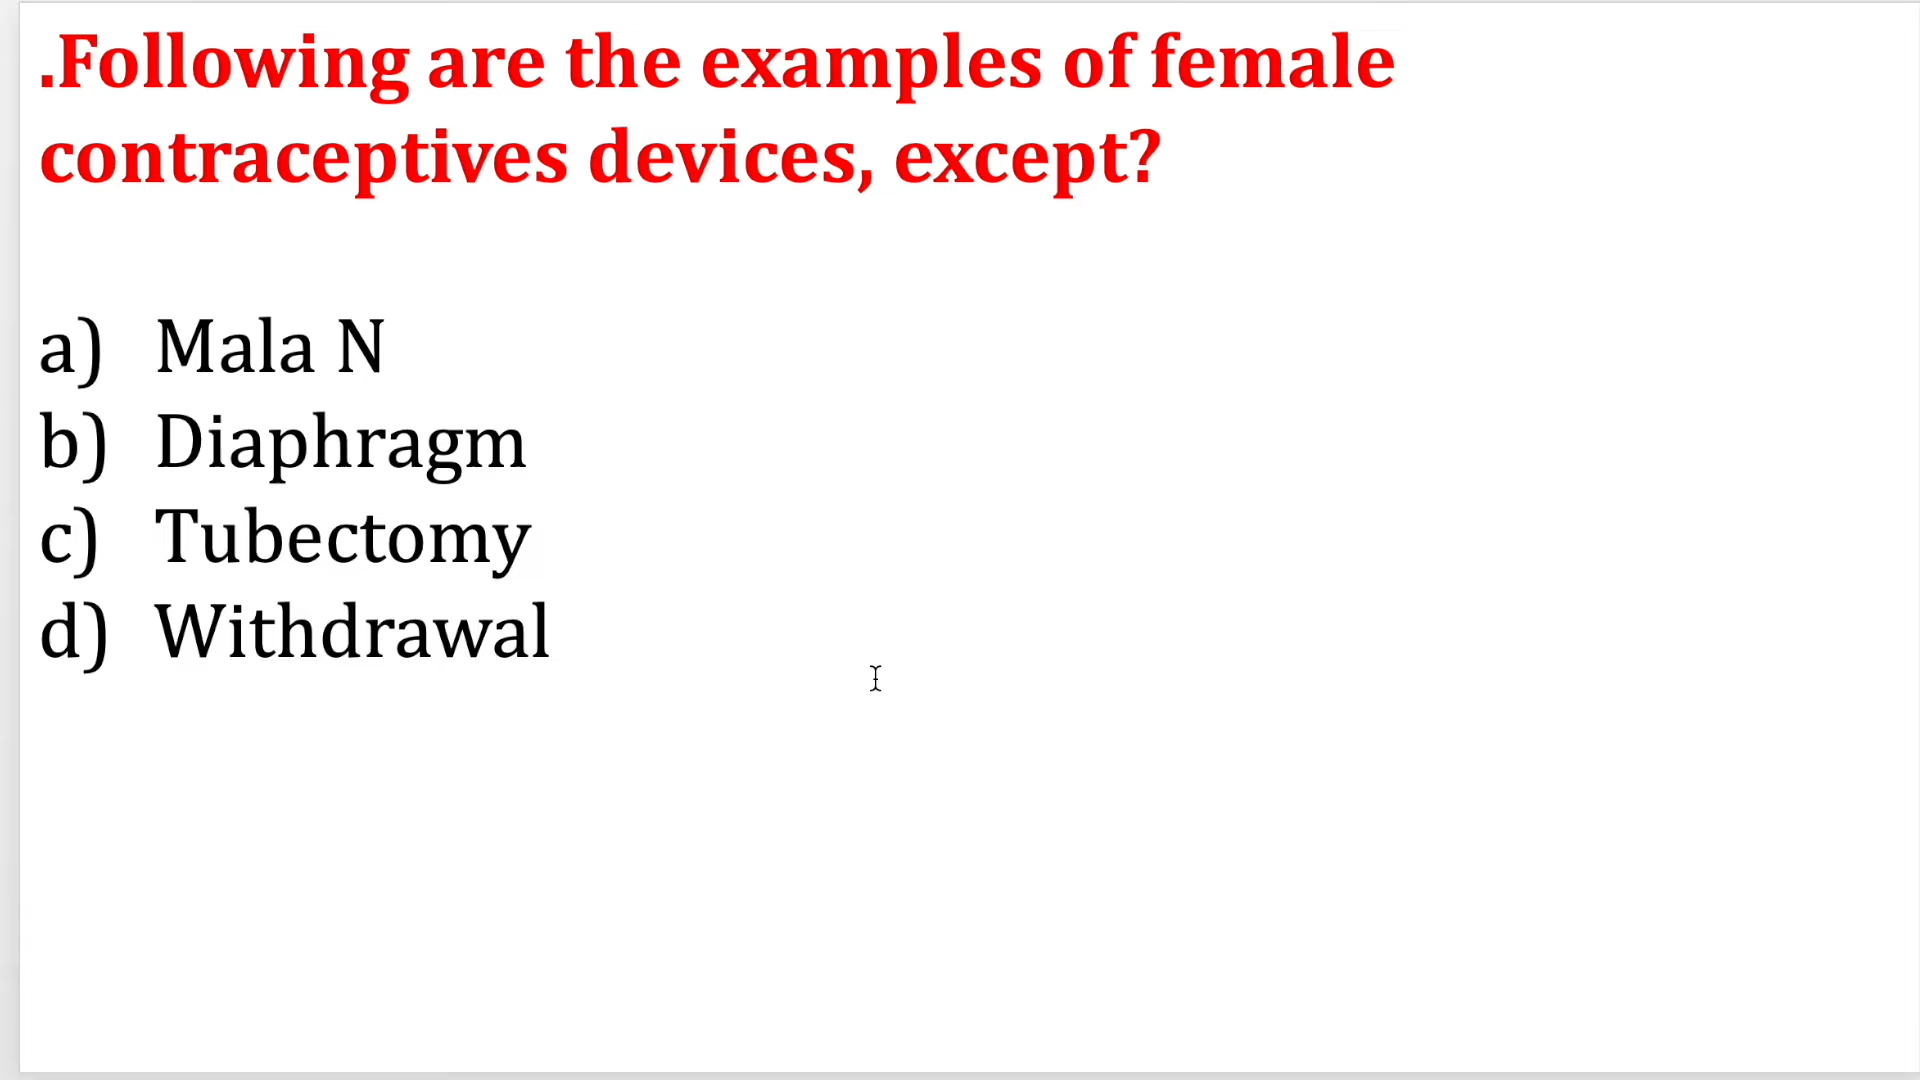 .Following are the examples of female
contraceptives devices, except?
a) Mala N
b) Diaphragm
c) Tubectomy
d) Withdrawal